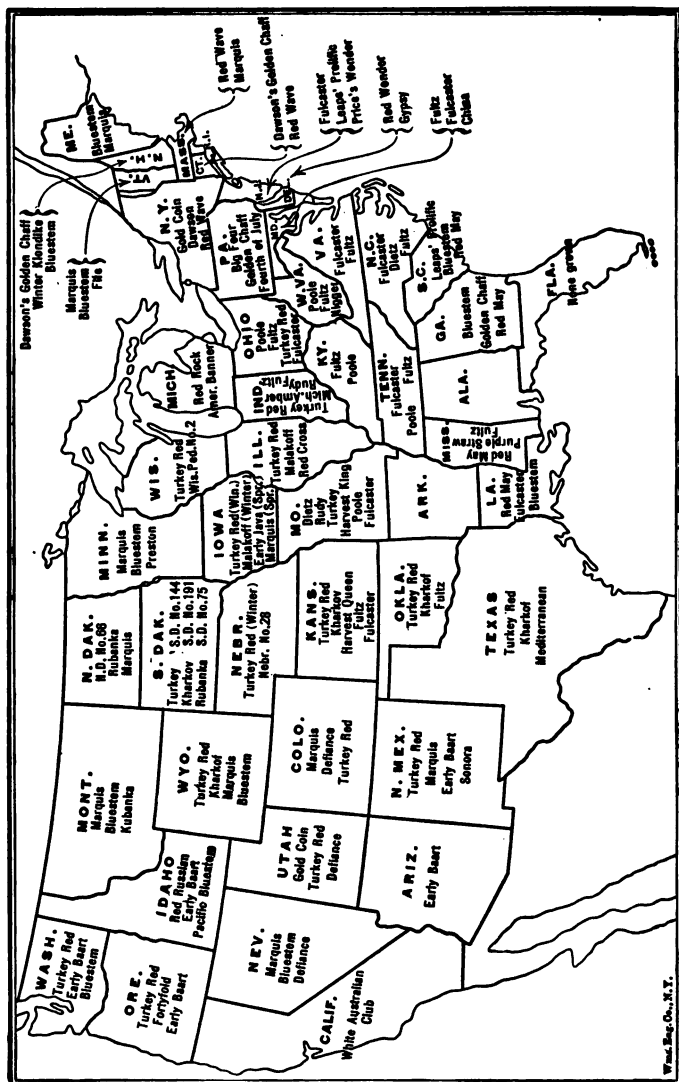 WASH.
Turkey Red
Early Baart
Bluestem
ORE.
Turkey Red
Fortyfold
Early Baart
CALIF.
White Australian
Club
NEV.
Marquis
Bluestem
Defiance
IDAHO
Red Russian
Early Baart
Pacific Bluestem
MONT.
Marquis
Bluestem
Kubanka
WYO.
Turkey Red
Kharkof
Marquis
Bluestem
UTAH
Gold Coin
Turkey Red
Defiance
ARIZ.
Early Baart
COLO.
Marquis
Defiance
Turkey Red
N. MEX.
Turkey Red
Marquis
Early Baart
Sonora
N. DAK.
N.D. No.66
Rubanka
Marquis
S. DAK.
Turkey S.D. No.144
Kharkov S.D. No.191
Rubanka S.D. No.75
NEBR.
Turkey Red (Winter)
Nebr. No.28
KANS.
Turkey Red
Kharkov
Harvest Queen
Fultz
Fulcaster
OKLA.
Turkey Red
Kharkof
Fultz
TEXAS
Turkey Red
Kharkof
Mediterranean
MINN.
Marquis
Bluestem
Preston
IOWA
Turkey Red(Win.)
Malakoff (Winter)
Early Java (Spr.)
Marquis (Spr.)
MO.
Dietz
Rudy
Turkey
Harvest King
Poole
Fulcaster
ARK.
LA.
Red May
Fulcaster
Bluestem
WIS.
Turkey Red
Wis.Ped.No.2
ILL.
Turkey Red
Malakoff
Red Cross
MICH.
Red Rock
Amer. Banner
IND.
Turkey Red
Mich.Amber
Rudy Fultz
OHIO
Poole
Fultz
Turkey Red
Fulcaster
KY.
Fultz
Poole
TENN.
Fulcaster
Poole Fultz
MISS.
Red May
Purple Straw
Fultz
ALA.
GA.
Bluestem
Golden Chaff
Red May
FLA.
None grown
S.C.
Leaps' Prolific
Bluestem
Red May
N.C.
Fulcaster
Dietz
Fultz
VA.
Fulcaster
Fultz
W.VA.
Poole
Fultz
Nigger
PA.
Big Four
Golden Chaff
Fourth of July
N.Y.
Gold Coin
Dawson
Red Wave
VT.
N.H.
ME.
Bluestem
Marquis
MASS.
CT.
R.I.
N.J.
MD.
Dawson's Golden Chaff
Winter Klondike
Bluestem
Marquis
Bluestem
Fife
Red Wave
Marquis
Dawson's Golden Chaff
Red Wave
Fulcaster
Leaps' Prolific
Price's Wonder
Red Wonder
Gypsy
Fultz
Fulcaster
China
Wms. Eng. Co., N.Y.